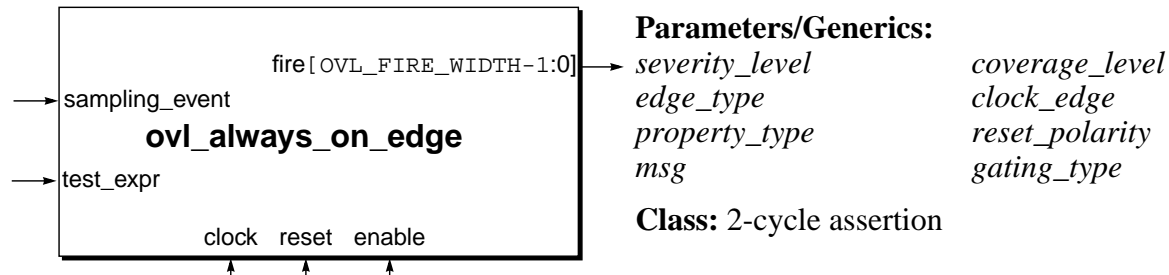 fire[OVL_FIRE_WIDTH-1:0]
sampling_event
ovl_always_on_edge
test_expr
clock reset enable
Parameters/Generics:
severity_level coverage_level
edge_type clock_edge
property_type reset_polarity
msg gating_type
Class: 2-cycle assertion